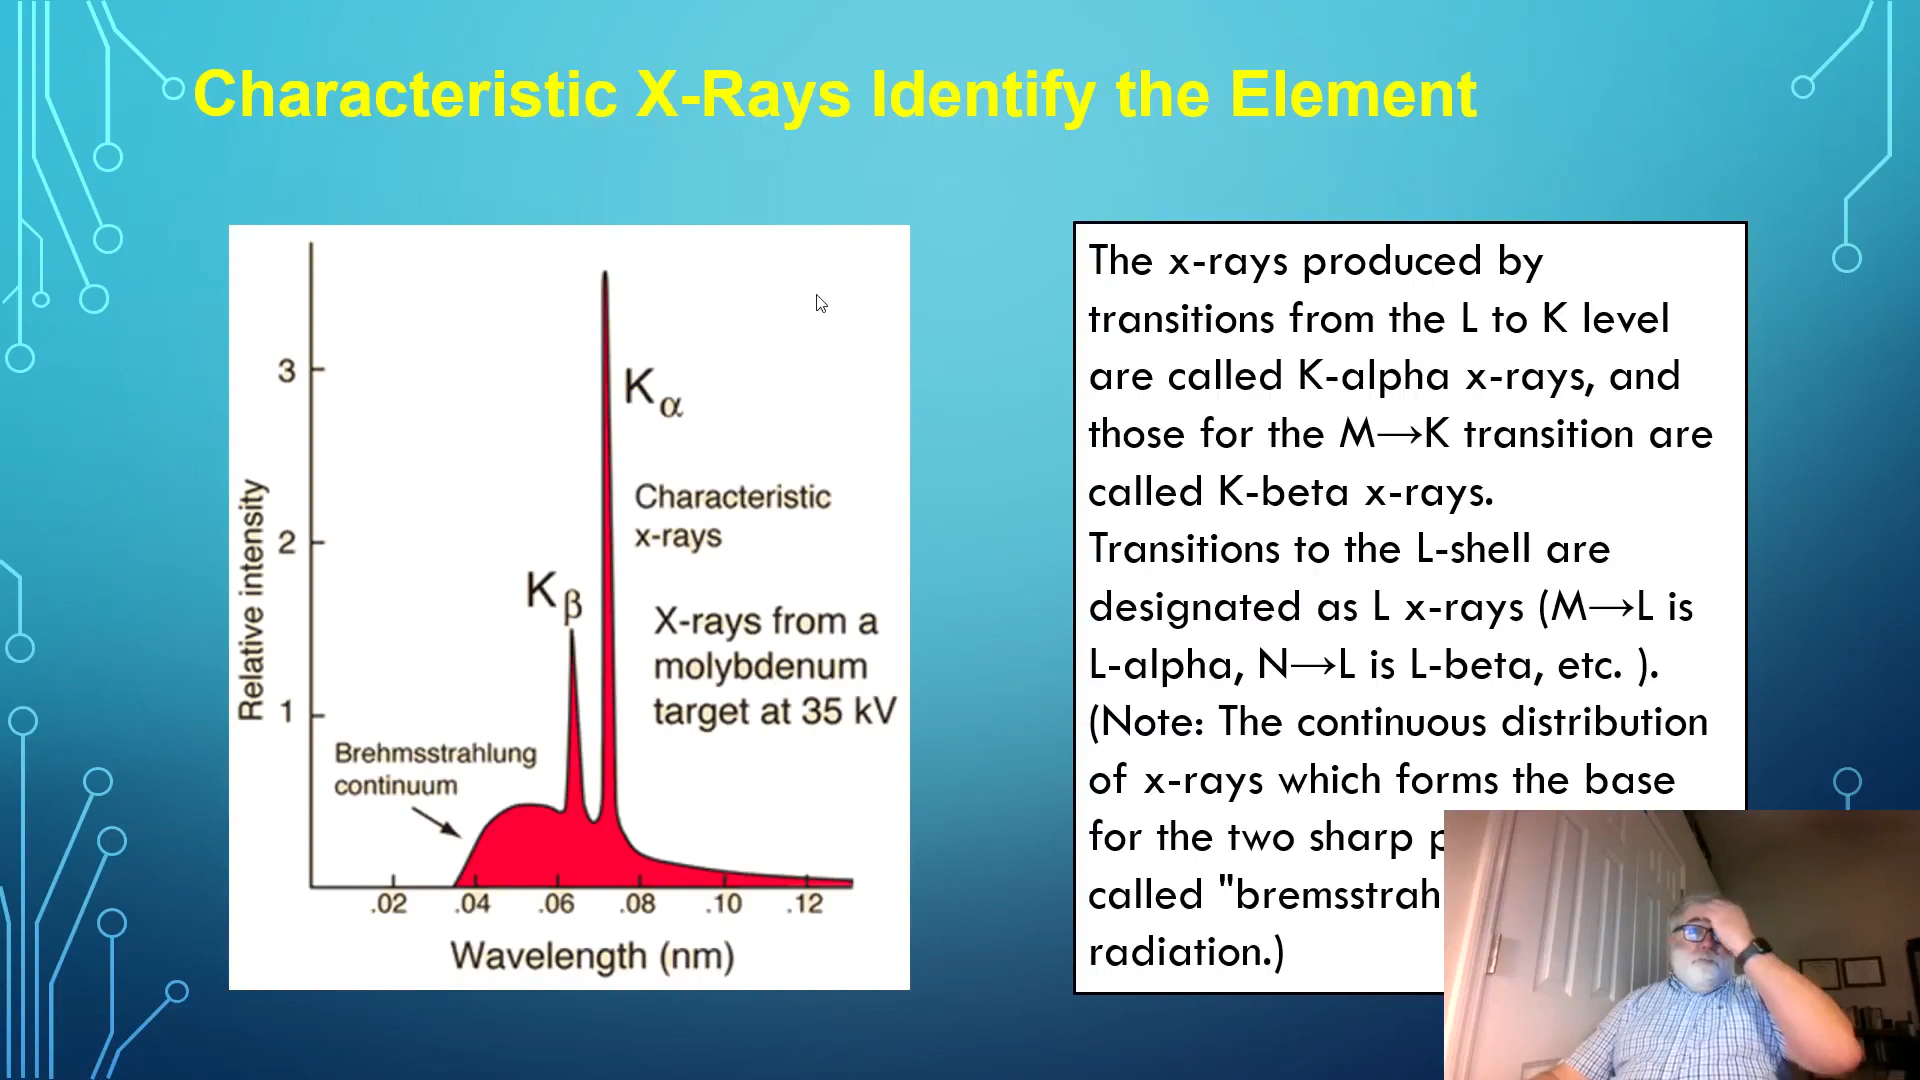 Characteristic X-Rays Identify the Element
3
2
1
Relative intensity
Kα
Characteristic
x-rays
Kβ
X-rays from a
molybdenum
target at 35 kV
Brehmsstrahlung
continuum
.02 .04 .06 .08 .10 .12
Wavelength (nm)
The x-rays produced by
transitions from the L to K level
are called K-alpha x-rays, and
those for the M→K transition are
called K-beta x-rays.
Transitions to the L-shell are
designated as L x-rays (M→L is
L-alpha, N→L is L-beta, etc. ).
(Note: The continuous distribution
of x-rays which forms the base
for the two sharp
called "bremsstrah
radiation.)